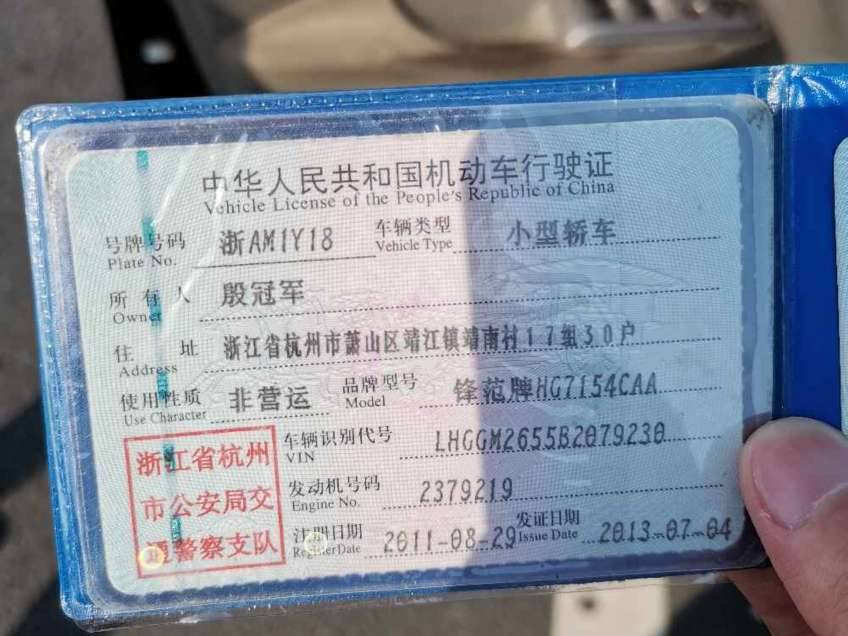 中华人民共和国机动车行驶证
Vehicle License of the People's Republic of China
号牌号码 浙AM1Y18 车辆类型 小型轿车
Plate No. Vehicle Type
所有人 殷冠军
Owner
住址 浙江省杭州市萧山区靖江镇靖南村17组30户
Address
使用性质 非营运 品牌型号 锋范牌HG7154CAA
Use Character Model
浙江省杭州 车辆识别代号 LHGGM2655B2079230
VIN
市公安局交 发动机号码 2379219
Engine No.
通警察支队 注册日期 2011-08-29 发证日期 2013-07-04
Register Date Issue Date